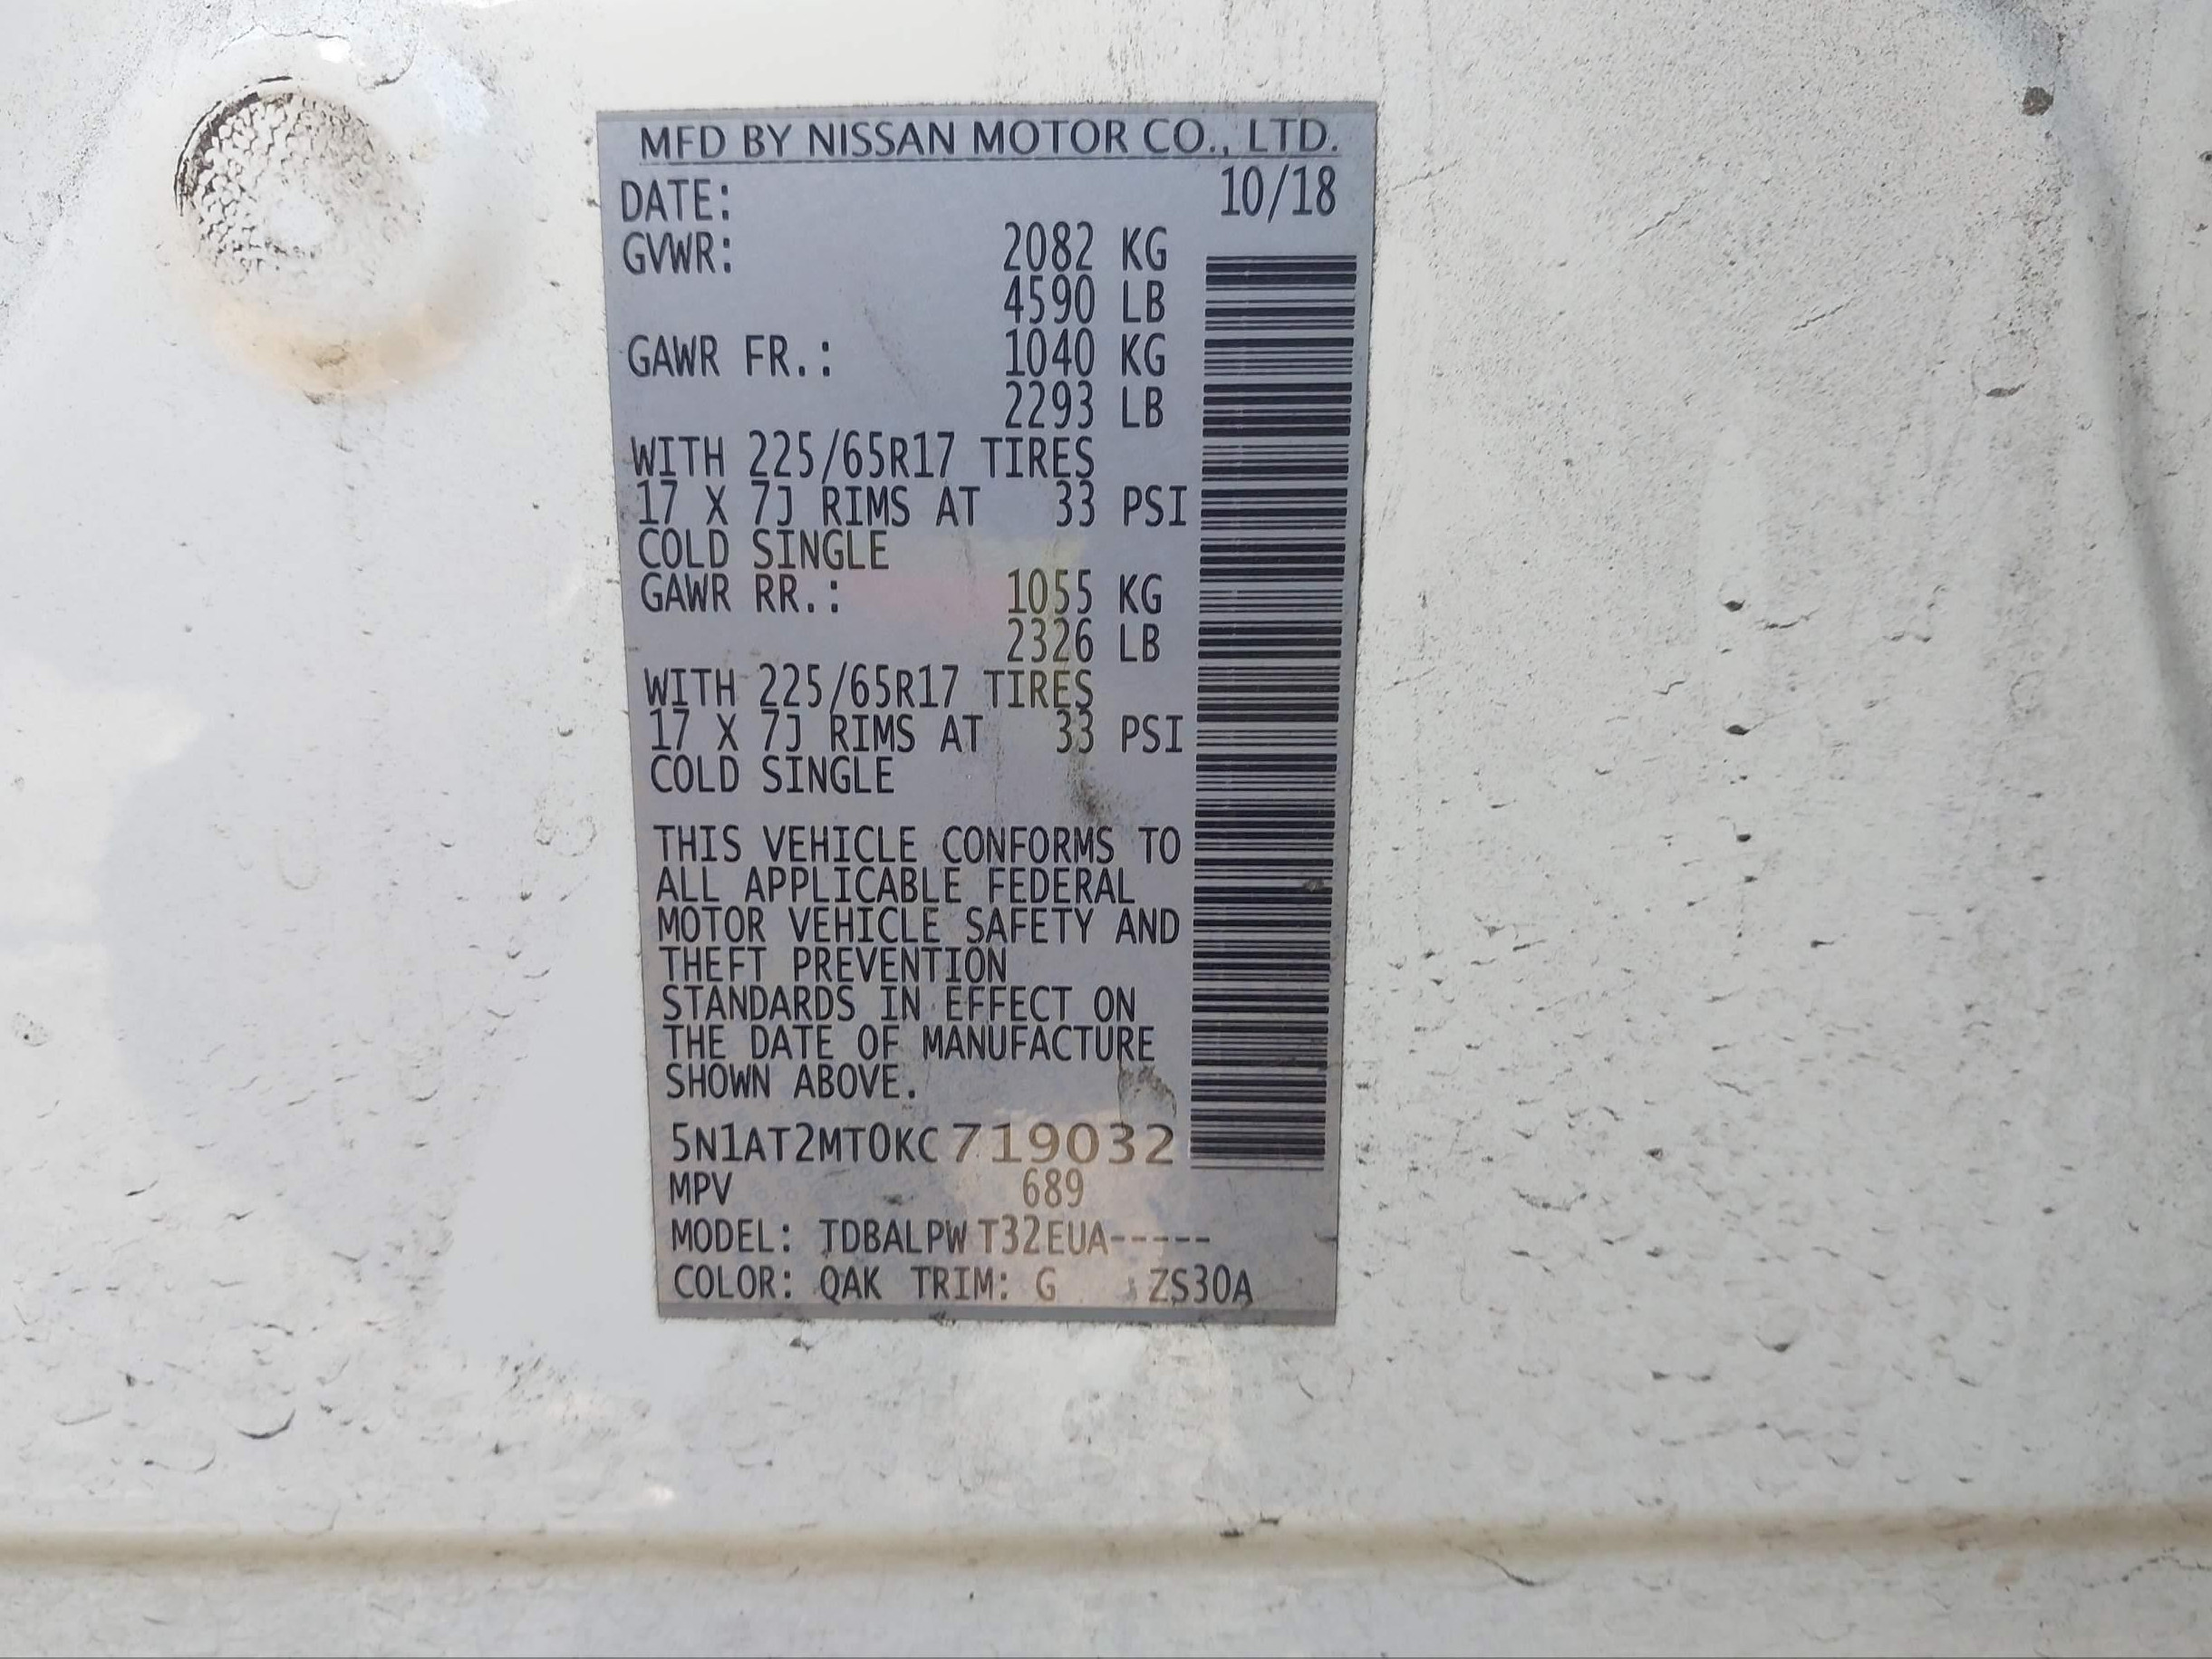 MFD BY NISSAN MOTOR CO., LTD.
DATE: 10/18
GVWR: 2082 KG
4590 LB
GAWR FR.: 1040 KG
2293 LB
WITH 225/65R17 TIRES
17 X 7J RIMS AT 33 PSI
COLD SINGLE
GAWR RR.: 1055 KG
2326 LB
WITH 225/65R17 TIRES
17 X 7J RIMS AT 33 PSI
COLD SINGLE
THIS VEHICLE CONFORMS TO
ALL APPLICABLE FEDERAL
MOTOR VEHICLE SAFETY AND
THEFT PREVENTION
STANDARDS IN EFFECT ON
THE DATE OF MANUFACTURE
SHOWN ABOVE.
5N1AT2MT0KC719032
MPV 689
MODEL: TDBALPW T32EUA-----
COLOR: QAK TRIM: G ZS30A